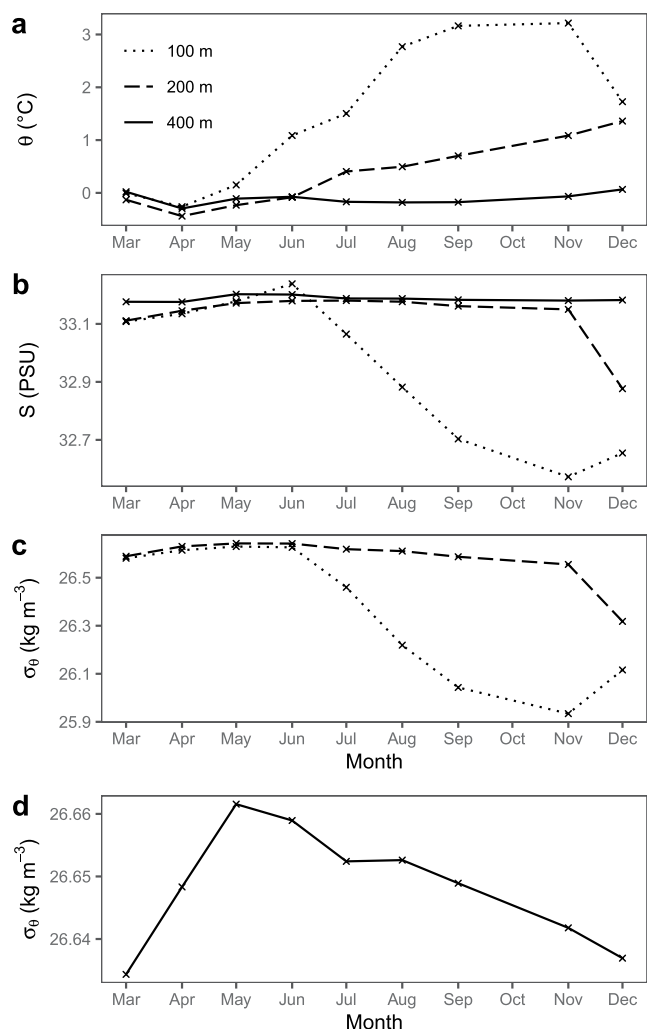 a
3
2
1
0
θ (°C)
100 m
200 m
400 m
Mar Apr May Jun Jul Aug Sep Oct Nov Dec
b
33.1
32.9
32.7
S (PSU)
Mar Apr May Jun Jul Aug Sep Oct Nov Dec
c
26.5
26.3
26.1
25.9
σθ (kg m⁻³)
Mar Apr May Jun Jul Aug Sep Oct Nov Dec
Month
d
26.66
26.65
26.64
σθ (kg m⁻³)
Mar Apr May Jun Jul Aug Sep Oct Nov Dec
Month